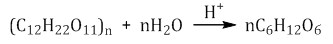 (C₁₂H₂₂O₁₁)ₙ + nH₂O →[H⁺] nC₆H₁₂O₆